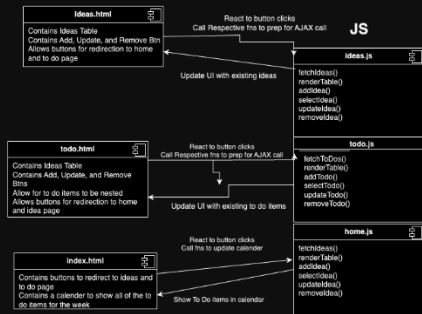 Ideas.html
Contains Ideas Table
Contains Add, Update, and Remove Btn
Allows buttons for redirection to home
and to do page
React to button clicks
Call Respective fns to prep for AJAX call
Update UI with existing ideas
JS
ideas.js
fetchIdeas()
renderTable()
addIdea()
selectIdea()
updateIdea()
removeIdea()
todo.html
Contains Ideas Table
Contains Add, Update, and Remove
Btns
Allow for to do items to be nested
Allows buttons for redirection to home
and idea page
React to button clicks
Call Respective fns to prep for AJAX call
Update UI with existing to do items
todo.js
fetchToDos()
renderTable()
addTodo()
selectTodo()
updateTodo()
removeTodo()
index.html
Contains buttons to redirect to ideas and
to do page
Contains a calender to show all of the to
do items for the week
React to button clicks
Call fns to update calender
Show To Do items in calendar
home.js
fetchIdeas()
renderTable()
addIdea()
selectIdea()
updateIdea()
removeIdea()